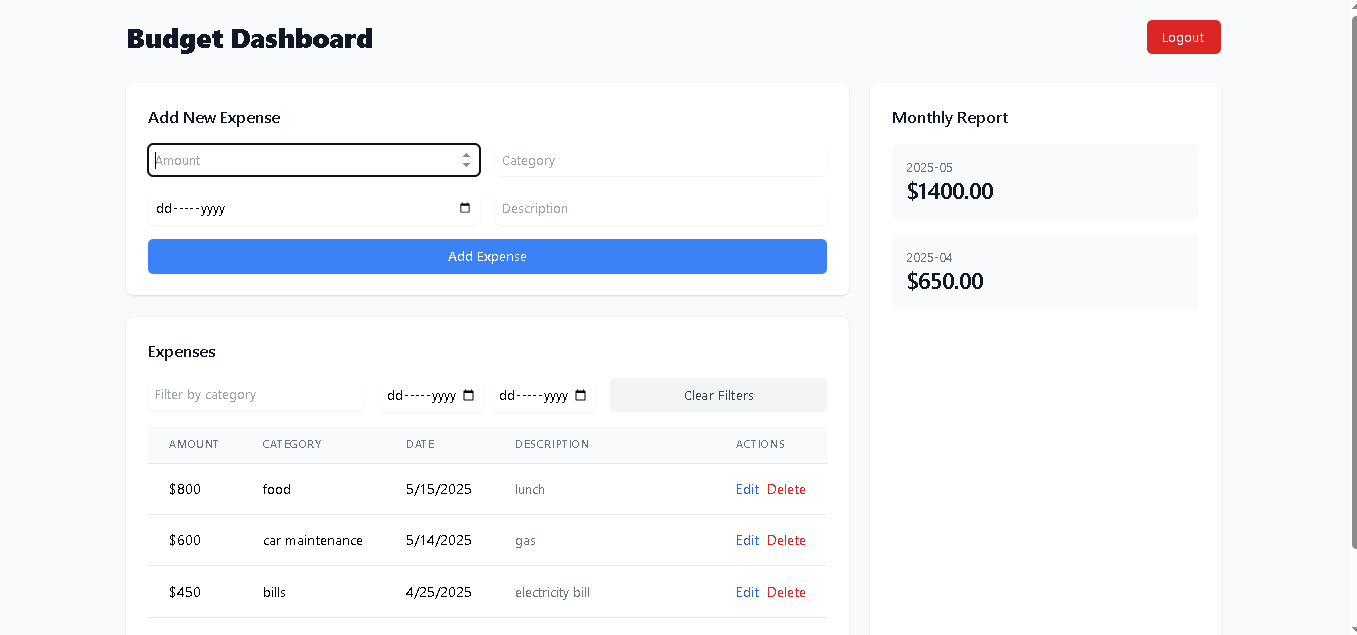 Budget Dashboard
Logout
Add New Expense
Amount
Category
dd-----yyyy
Description
Add Expense
Monthly Report
2025-05
$1400.00
2025-04
$650.00
Expenses
Filter by category
dd-----yyyy
dd-----yyyy
Clear Filters
AMOUNT CATEGORY DATE DESCRIPTION ACTIONS
$800 food 5/15/2025 lunch Edit Delete
$600 car maintenance 5/14/2025 gas Edit Delete
$450 bills 4/25/2025 electricity bill Edit Delete